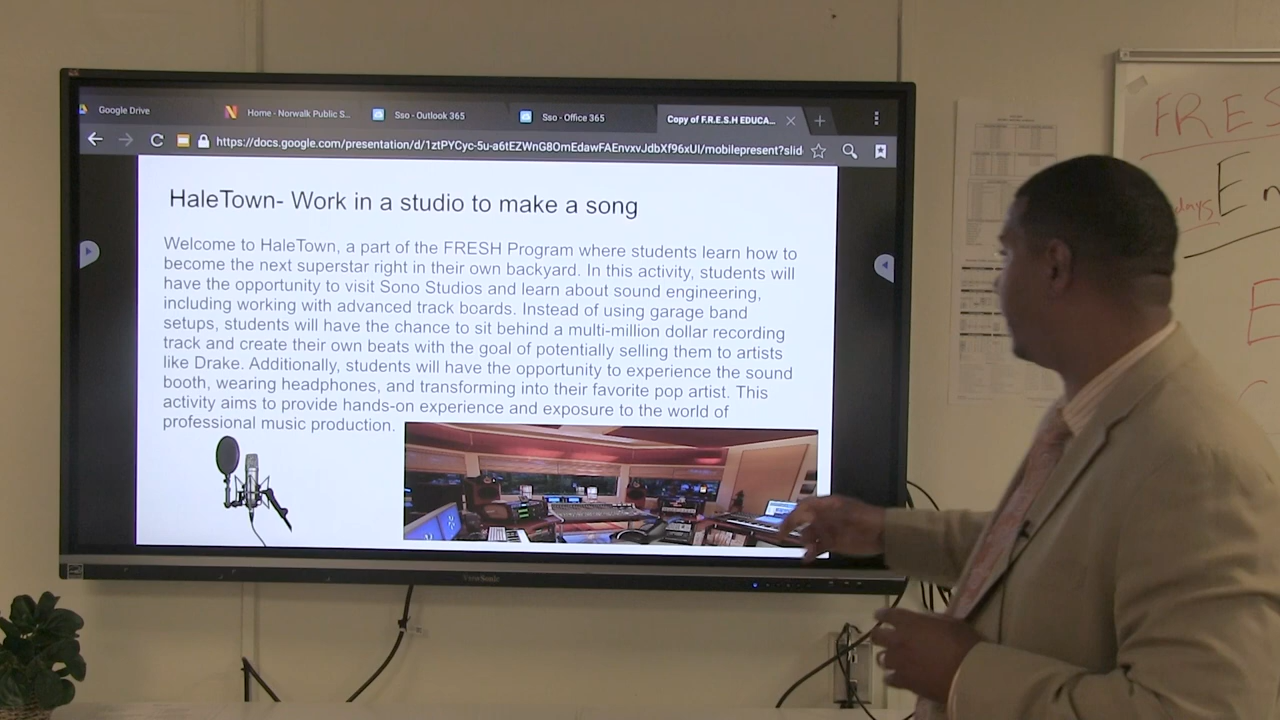 Google Drive
Home - Norwalk Public S...
Sso - Outlook 365
Sso - Office 365
Copy of F.R.E.S.H EDUCA...
https://docs.google.com/presentation/d/1ztPYCyc-5u-a6tEZWnG8OmEdawFAEnvxvJdbXf96xUI/mobilepresent?slid
HaleTown- Work in a studio to make a song
Welcome to HaleTown, a part of the FRESH Program where students learn how to
become the next superstar right in their own backyard. In this activity, students will
have the opportunity to visit Sono Studios and learn about sound engineering,
including working with advanced track boards. Instead of using garage band
setups, students will have the chance to sit behind a multi-million dollar recording
track and create their own beats with the goal of potentially selling them to artists
like Drake. Additionally, students will have the opportunity to experience the sound
booth, wearing headphones, and transforming into their favorite pop artist. This
activity aims to provide hands-on experience and exposure to the world of
professional music production.
ViewSonic
FRES
days
En
E